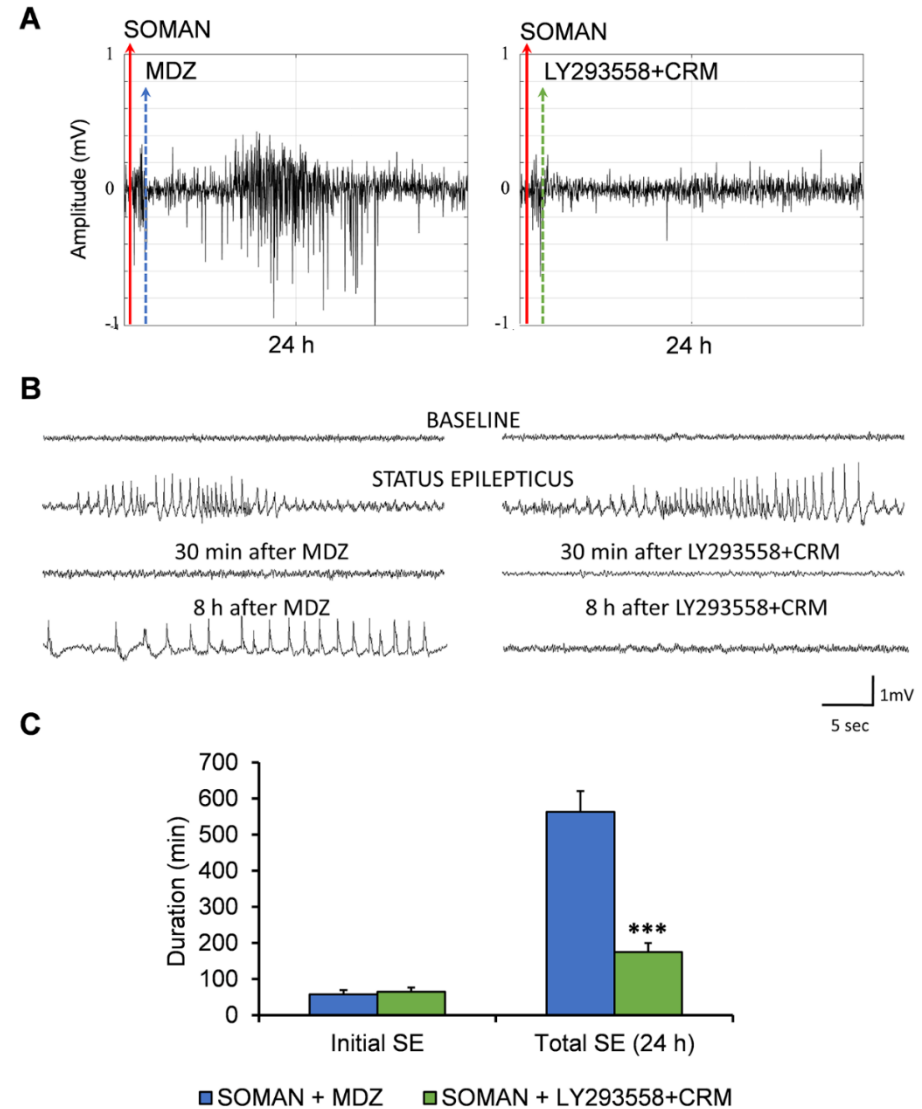 A
SOMAN
SOMAN
MDZ
LY293558+CRM
1
1
Amplitude (mV)
0
0
-1
-1
24 h
24 h
B
BASELINE
STATUS EPILEPTICUS
30 min after MDZ
30 min after LY293558+CRM
8 h after MDZ
8 h after LY293558+CRM
1mV
5 sec
C
Duration (min)
700
600
500
400
300
200
100
0
***
Initial SE
Total SE (24 h)
SOMAN + MDZ
SOMAN + LY293558+CRM